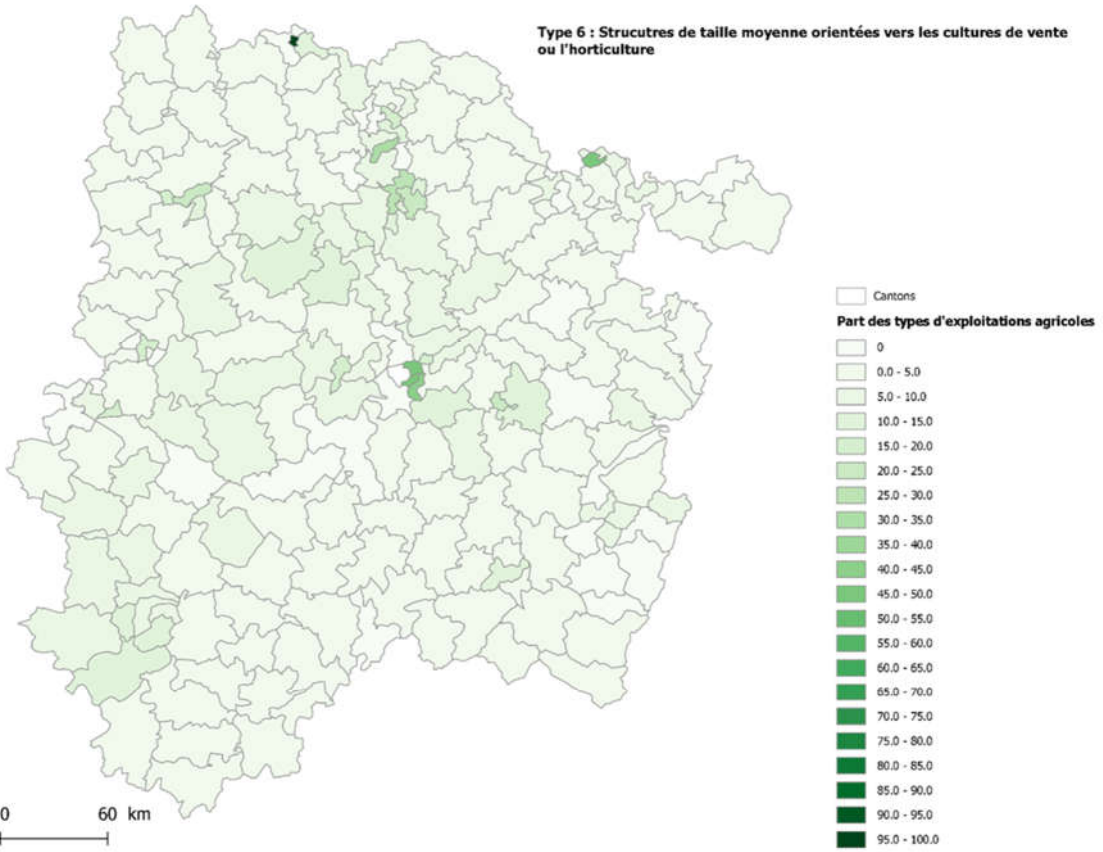 Type 6 : Strucutres de taille moyenne orientées vers les cultures de vente
ou l'horticulture
Cantons
Part des types d'exploitations agricoles
0
0.0 - 5.0
5.0 - 10.0
10.0 - 15.0
15.0 - 20.0
20.0 - 25.0
25.0 - 30.0
30.0 - 35.0
35.0 - 40.0
40.0 - 45.0
45.0 - 50.0
50.0 - 55.0
55.0 - 60.0
60.0 - 65.0
65.0 - 70.0
70.0 - 75.0
75.0 - 80.0
80.0 - 85.0
85.0 - 90.0
90.0 - 95.0
95.0 - 100.0
0 60 km